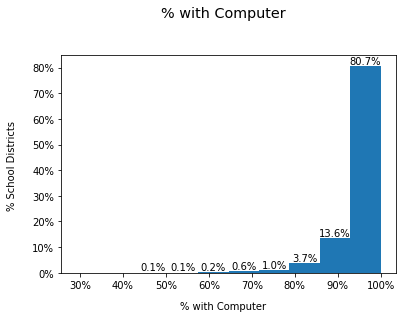 % with Computer
80.7%
80%
70%
60%
50%
40%
30%
20%
13.6%
10%
0.1% 0.1% 0.2% 0.6% 1.0% 3.7%
0%
30% 40% 50% 60% 70% 80% 90% 100%
% School Districts
% with Computer